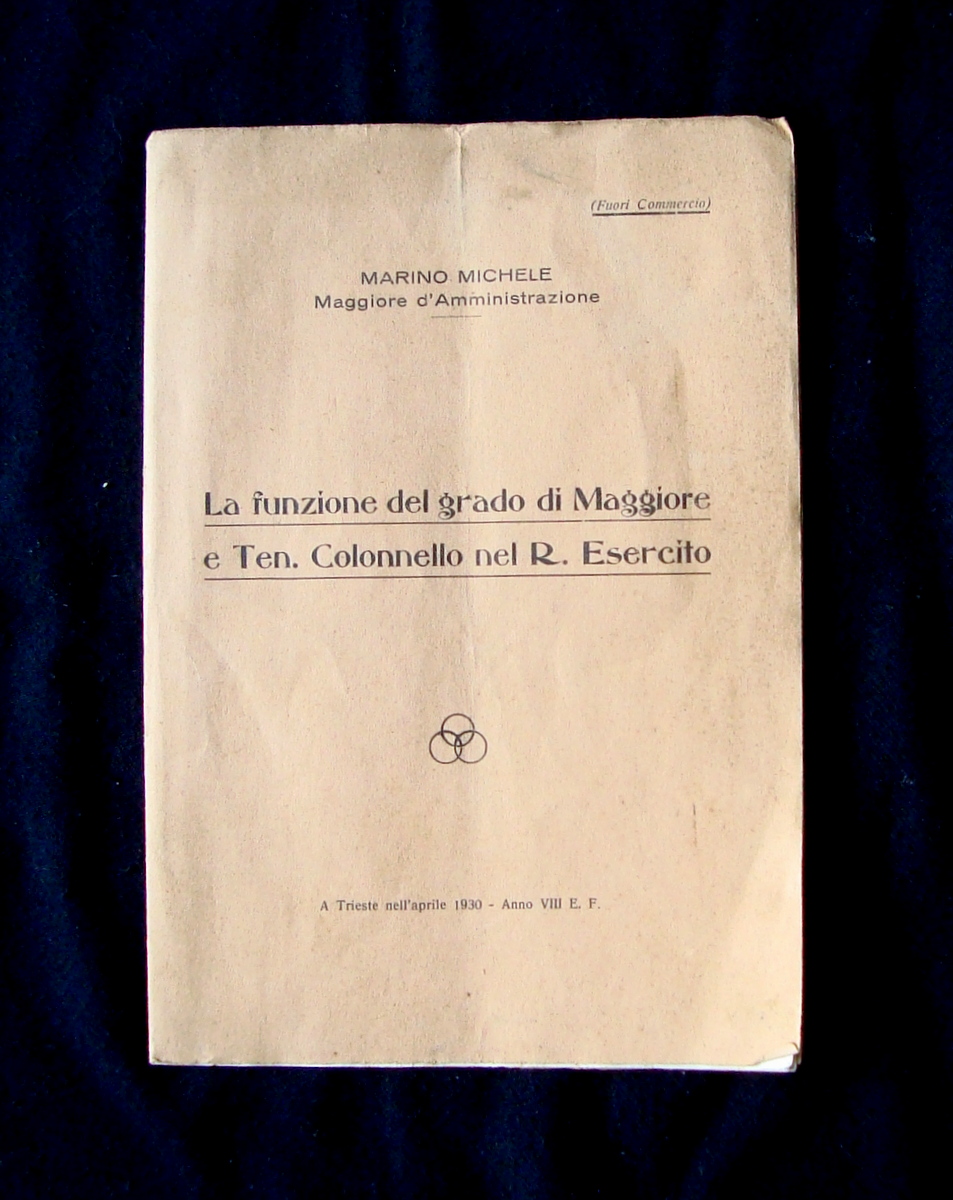 (Fuori Commercio)
MARINO MICHELE
Maggiore d'Amministrazione
La funzione del grado di Maggiore
e Ten. Colonnello nel R. Esercito
A Trieste nell'aprile 1930 - Anno VIII E. F.